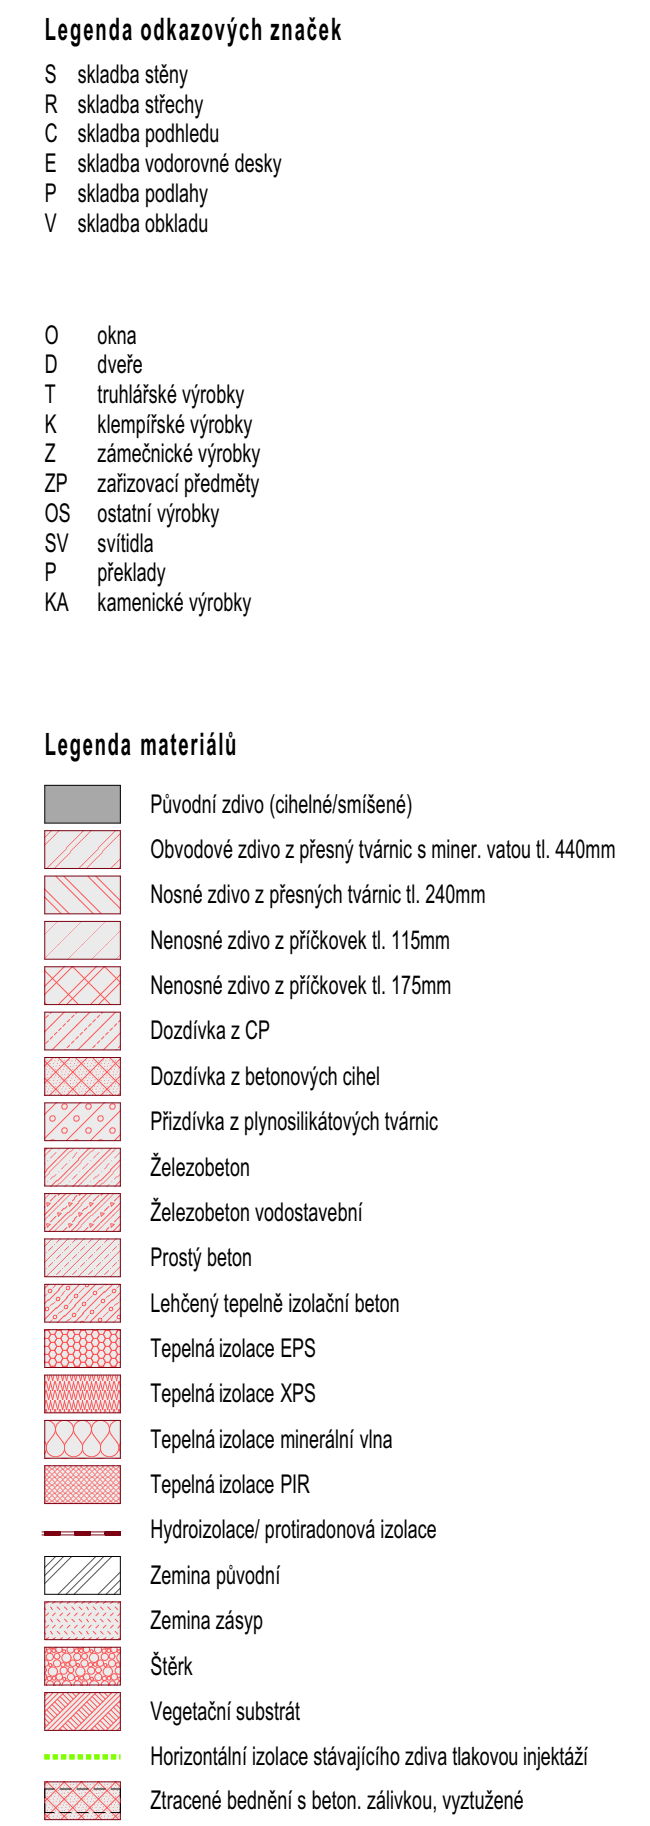 Legenda odkazových značek
S skladba stěny
R skladba střechy
C skladba podhledu
E skladba vodorovné desky
P skladba podlahy
V skladba obkladu
O okna
D dveře
T truhlářské výrobky
K klempířské výrobky
Z zámečnické výrobky
ZP zařizovací předměty
OS ostatní výrobky
SV svítidla
P překlady
KA kamenické výrobky
Legenda materiálů
Původní zdivo (cihelné/smíšené)
Obvodové zdivo z přesný tvárnic s miner. vatou tl. 440mm
Nosné zdivo z přesných tvárnic tl. 240mm
Nenosné zdivo z příčkovek tl. 115mm
Nenosné zdivo z příčkovek tl. 175mm
Dozdívka z CP
Dozdívka z betonových cihel
Přizdívka z plynosilikátových tvárnic
Železobeton
Železobeton vodostavební
Prostý beton
Lehčený tepelně izolační beton
Tepelná izolace EPS
Tepelná izolace XPS
Tepelná izolace minerální vlna
Tepelná izolace PIR
Hydroizolace/ protiradonová izolace
Zemina původní
Zemina zásyp
Štěrk
Vegetační substrát
Horizontální izolace stávajícího zdiva tlakovou injektáží
Ztracené bednění s beton. zálivkou, vyztužené